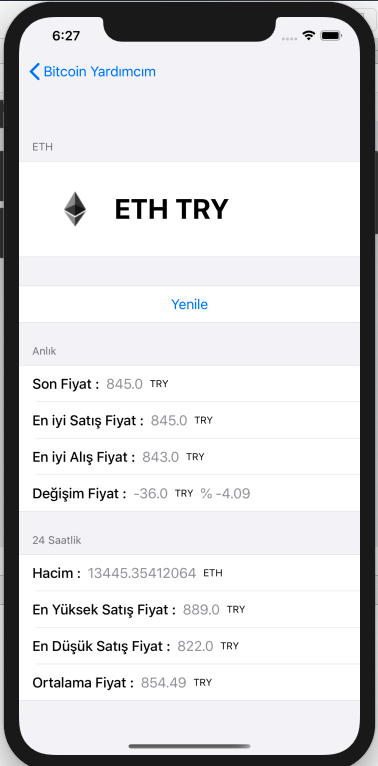 6:27
Bitcoin Yardımcım
ETH
ETH TRY
Yenile
Anlık
Son Fiyat : 845.0 TRY
En iyi Satış Fiyat : 845.0 TRY
En iyi Alış Fiyat : 843.0 TRY
Değişim Fiyat : -36.0 TRY % -4.09
24 Saatlik
Hacim : 13445.35412064 ETH
En Yüksek Satış Fiyat : 889.0 TRY
En Düşük Satış Fiyat : 822.0 TRY
Ortalama Fiyat : 854.49 TRY